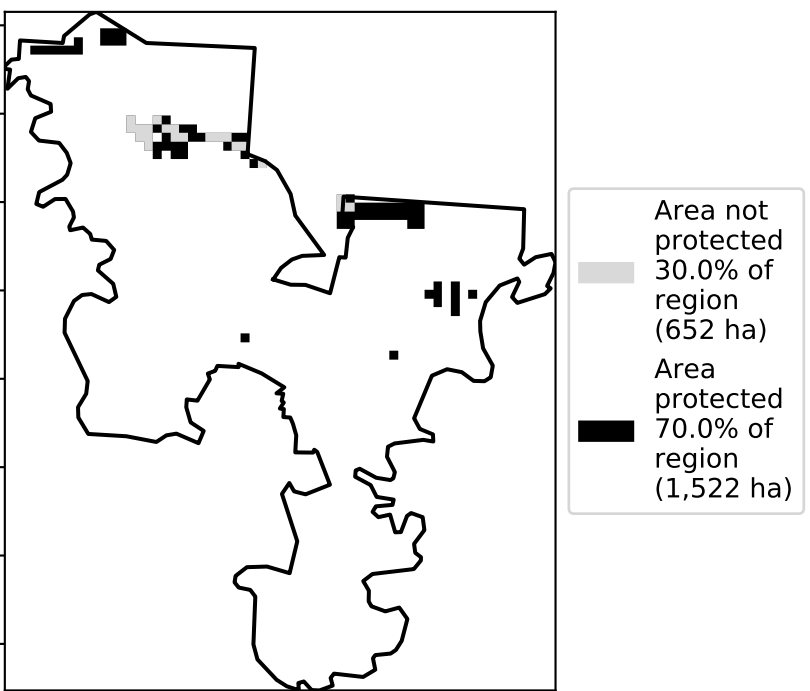 Area not
protected
30.0% of
region
(652 ha)
Area
protected
70.0% of
region
(1,522 ha)